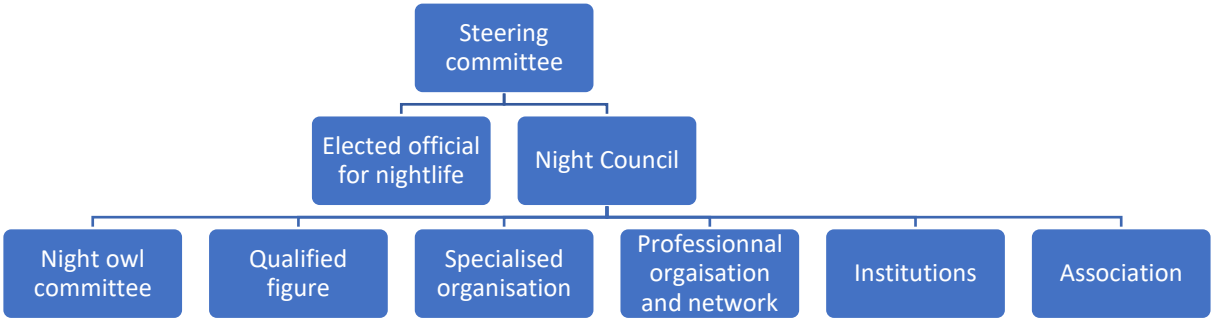 Steering
committee
Elected official
for nightlife
Night Council
Night owl
committee
Qualified
figure
Specialised
organisation
Professionnal
orgaisation
and network
Institutions
Association